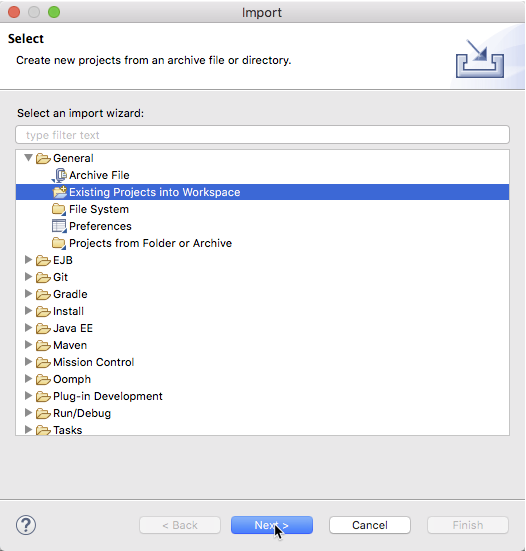 Import
Select
Create new projects from an archive file or directory.
Select an import wizard:
type filter text
General
Archive File
Existing Projects into Workspace
File System
Preferences
Projects from Folder or Archive
EJB
Git
Gradle
Install
Java EE
Maven
Mission Control
Oomph
Plug-in Development
Run/Debug
Tasks
? < Back Next > Cancel Finish